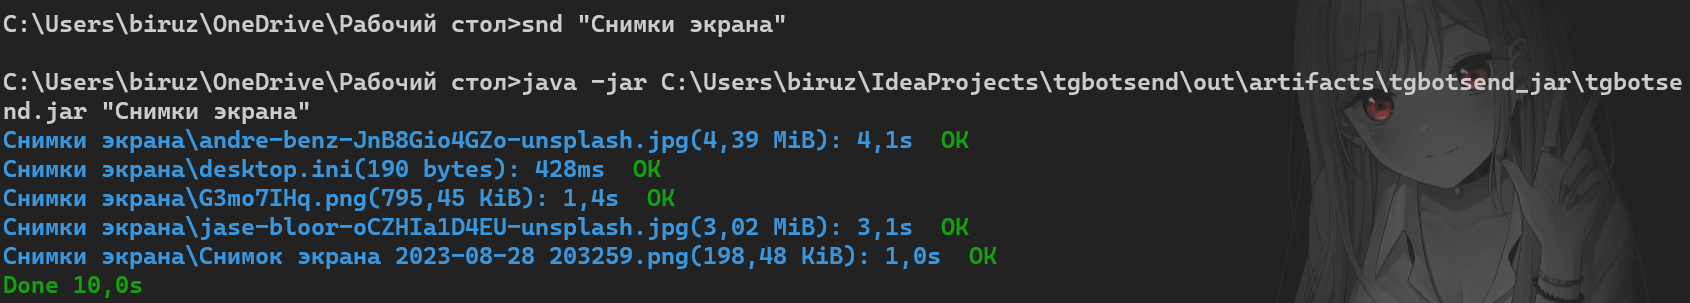 C:\Users\biruz\OneDrive\Рабочий стол>snd "Снимки экрана"
C:\Users\biruz\OneDrive\Рабочий стол>java -jar C:\Users\biruz\IdeaProjects\tgbotsend\out\artifacts\tgbotsend_jar\tgbotse
nd.jar "Снимки экрана"
Снимки экрана\andre-benz-JnB8Gio4GZo-unsplash.jpg(4,39 MiB): 4,1s  OK
Снимки экрана\desktop.ini(190 bytes): 428ms  OK
Снимки экрана\G3mo7IHq.png(795,45 KiB): 1,4s  OK
Снимки экрана\jase-bloor-oCZHIa1D4EU-unsplash.jpg(3,02 MiB): 3,1s  OK
Снимки экрана\Снимок экрана 2023-08-28 203259.png(198,48 KiB): 1,0s  OK
Done 10,0s